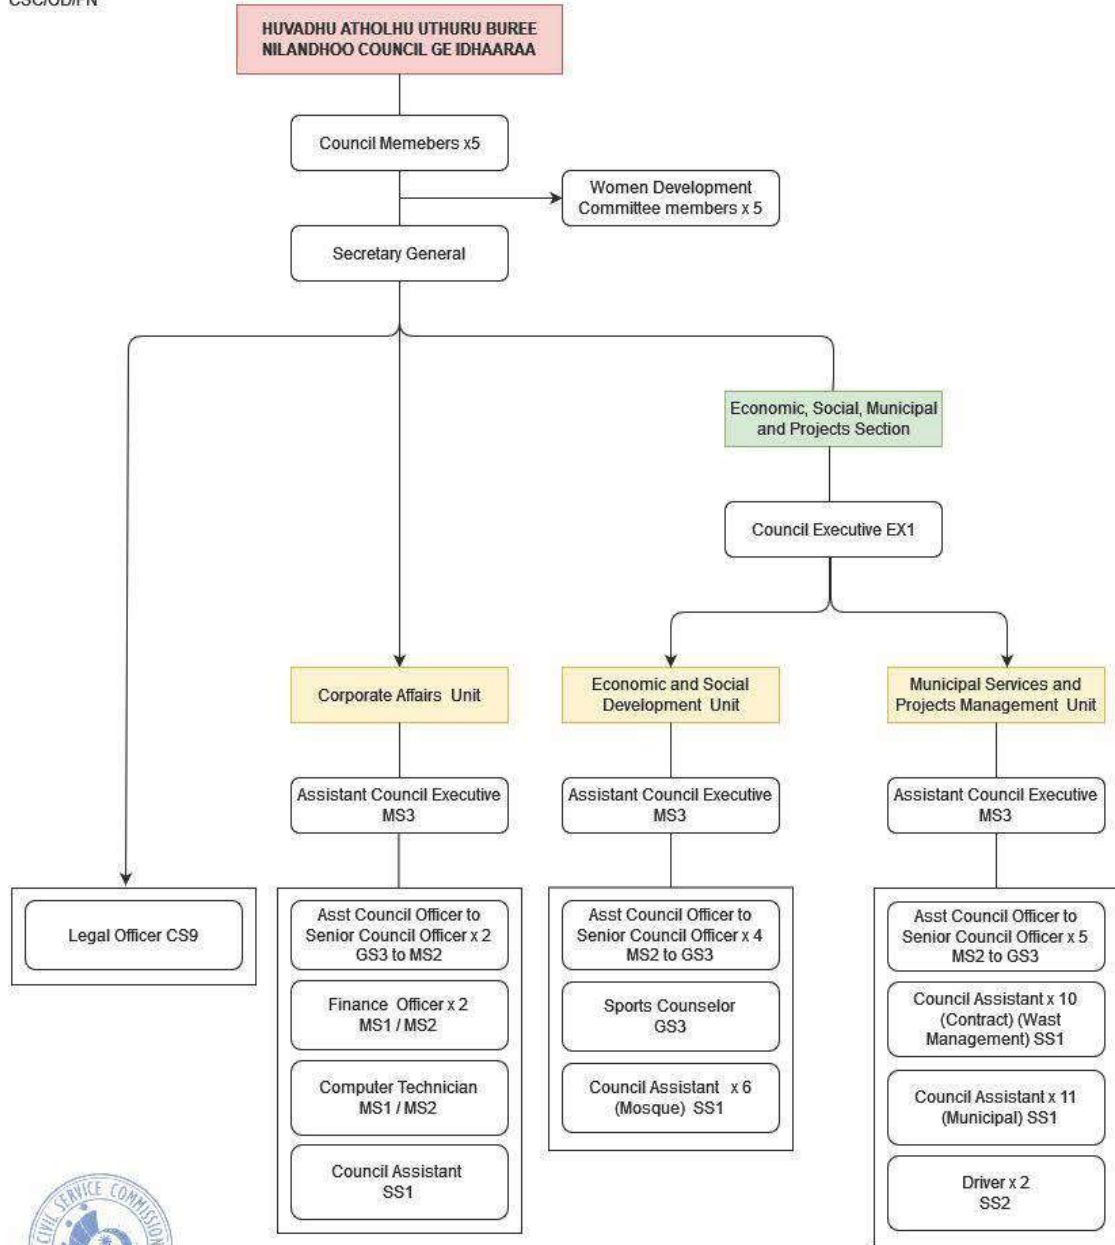 CSC/OD/FN
HUVADHU ATHOLHU UTHURU BUREE
NILANDHOO COUNCIL GE IDHAARAA
Council Memebers x5
Women Development
Committee members x 5
Secretary General
Economic, Social, Municipal
and Projects Section
Council Executive EX1
Corporate Affairs Unit
Economic and Social
Development Unit
Municipal Services and
Projects Management Unit
Assistant Council Executive
MS3
Assistant Council Executive
MS3
Assistant Council Executive
MS3
Legal Officer CS9
Asst Council Officer to
Senior Council Officer x 2
GS3 to MS2
Finance Officer x 2
MS1 / MS2
Computer Technician
MS1 / MS2
Council Assistant
SS1
Asst Council Officer to
Senior Council Officer x 4
MS2 to GS3
Sports Counselor
GS3
Council Assistant x 6
(Mosque) SS1
Asst Council Officer to
Senior Council Officer x 5
MS2 to GS3
Council Assistant x 10
(Contract) (Wast
Management) SS1
Council Assistant x 11
(Municipal) SS1
Driver x 2
SS2
CIVIL SERVICE COMMISSION